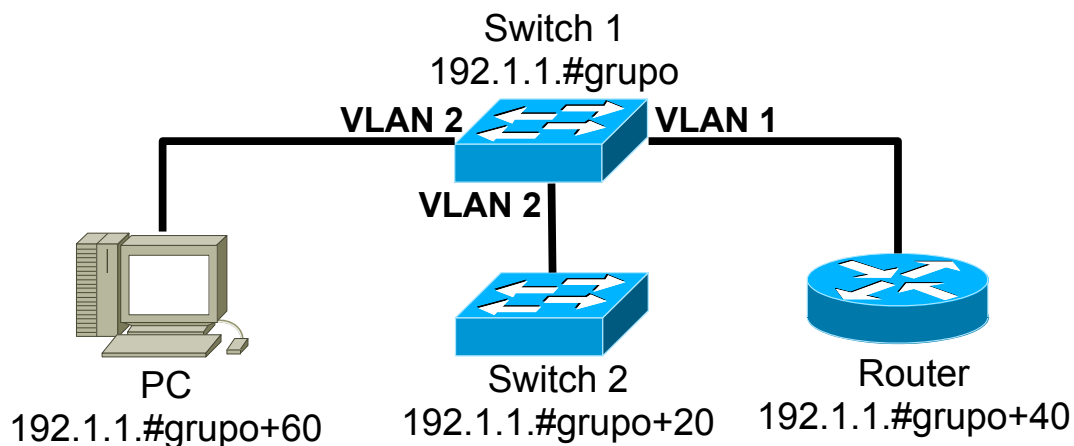 Switch 1
192.1.1.#grupo
VLAN 2
VLAN 1
VLAN 2
PC
192.1.1.#grupo+60
Switch 2
192.1.1.#grupo+20
Router
192.1.1.#grupo+40